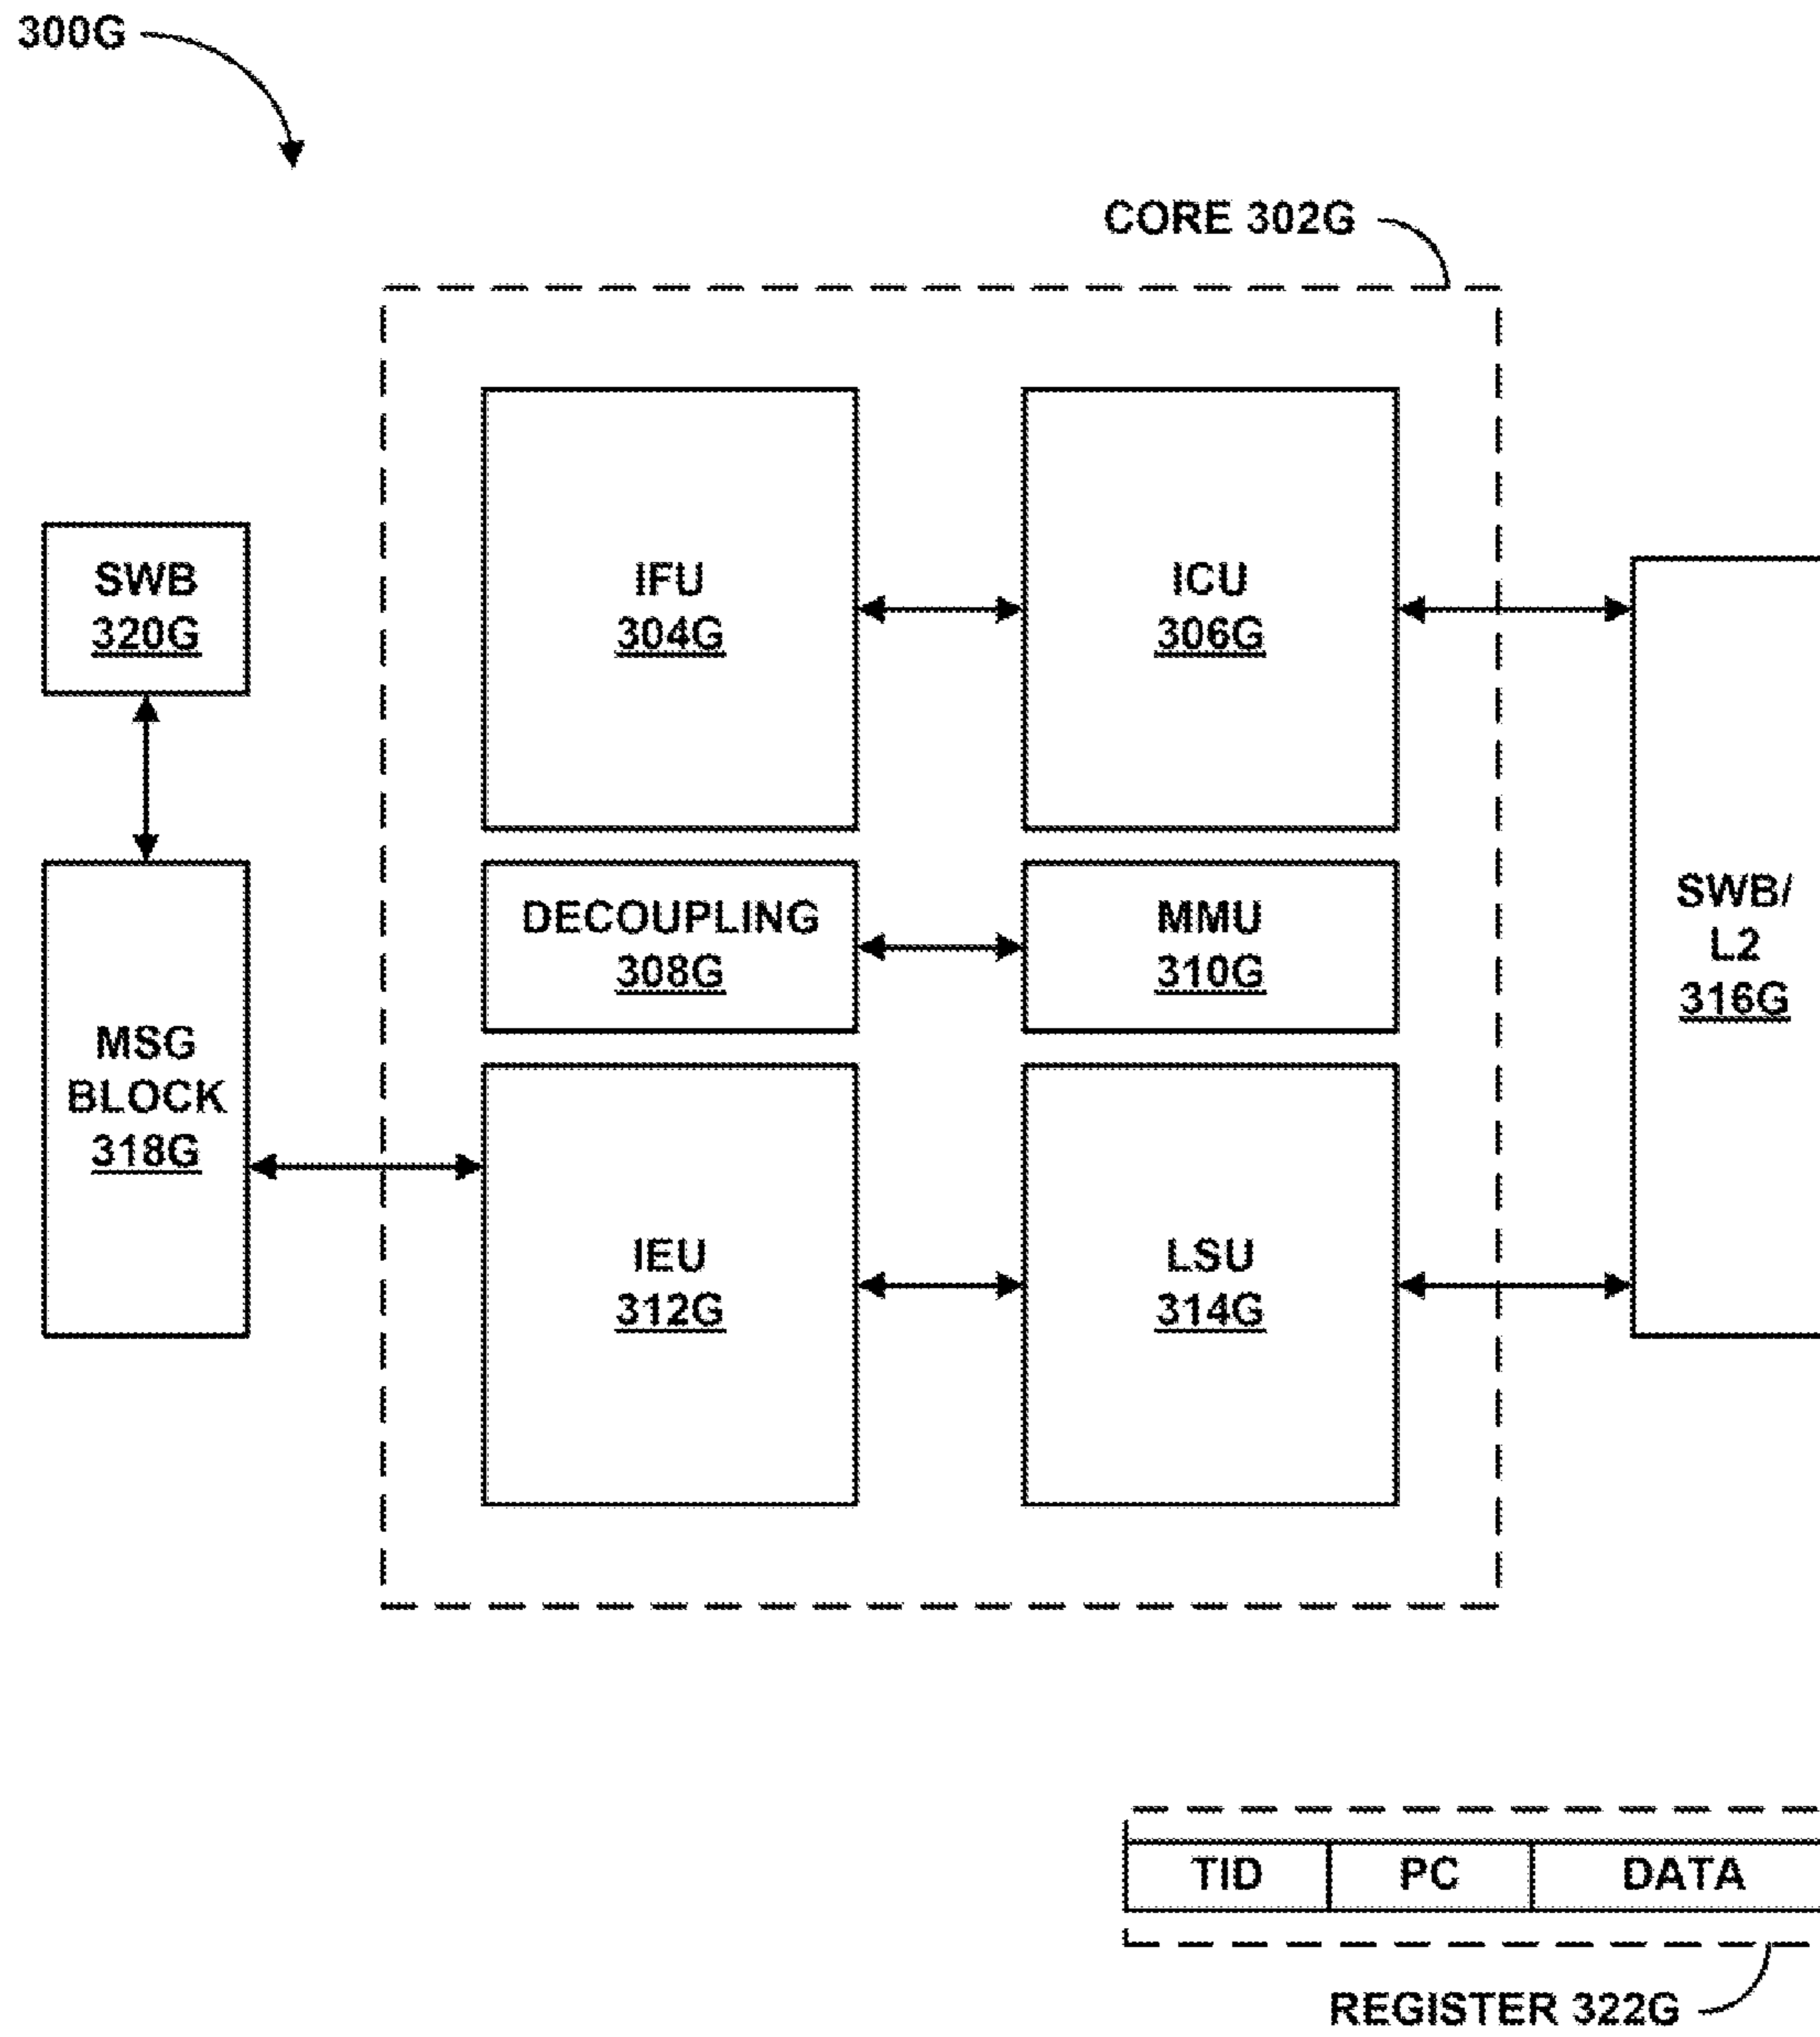 300G
CORE 302G
IFU
304G
ICU
306G
SWB
320G
DECOUPLING
308G
MMU
310G
SWB/
L2
316G
MSG
BLOCK
318G
IEU
312G
LSU
314G
TID PC DATA
REGISTER 322G